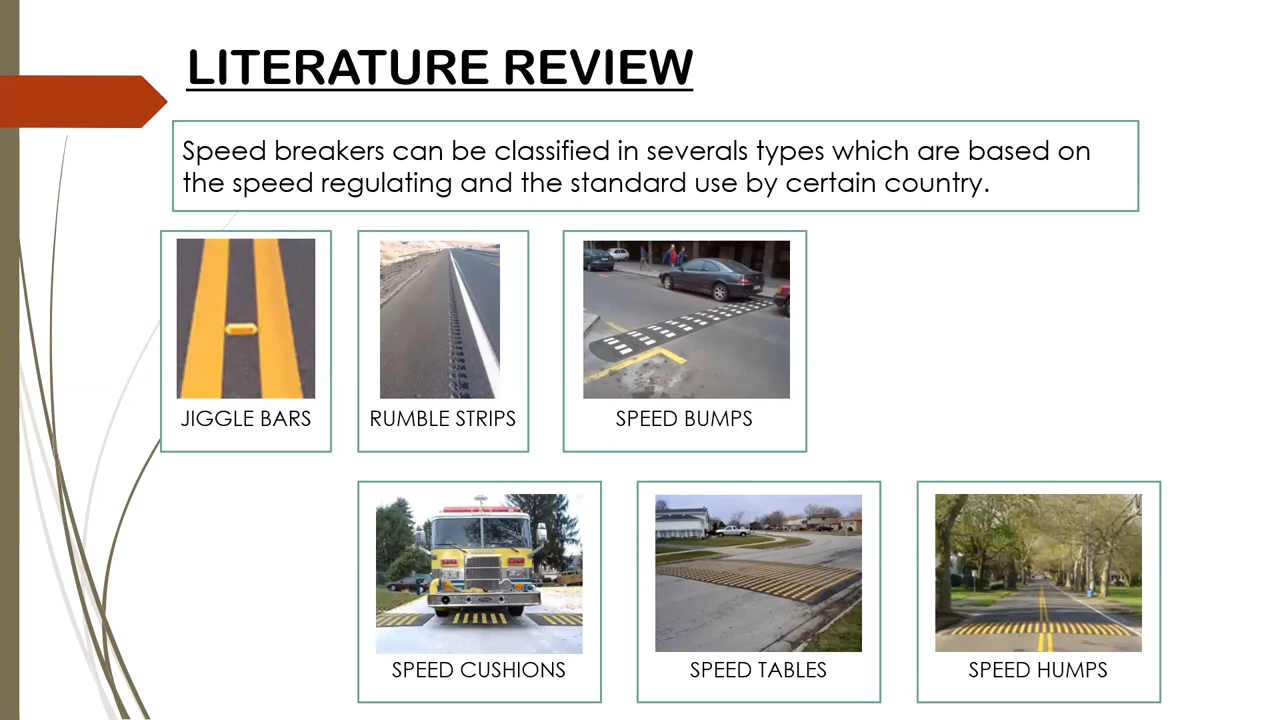 LITERATURE REVIEW
Speed breakers can be classified in severals types which are based on
the speed regulating and the standard use by certain country.
JIGGLE BARS
RUMBLE STRIPS
SPEED BUMPS
SPEED CUSHIONS
SPEED TABLES
SPEED HUMPS